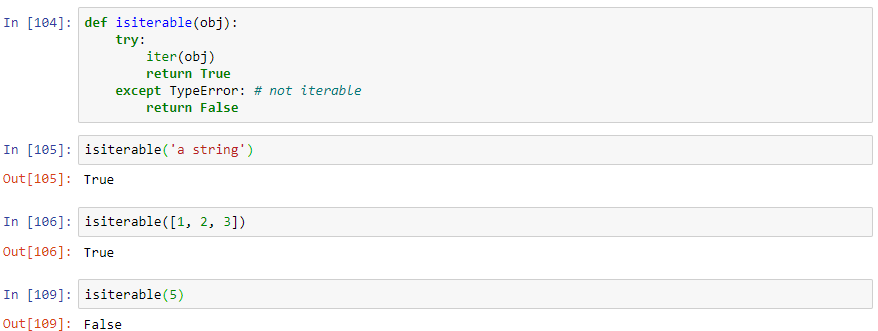 In [104]: def isiterable(obj):
    try:
        iter(obj)
        return True
    except TypeError: # not iterable
        return False
In [105]: isiterable('a string')
Out[105]: True
In [106]: isiterable([1, 2, 3])
Out[106]: True
In [109]: isiterable(5)
Out[109]: False